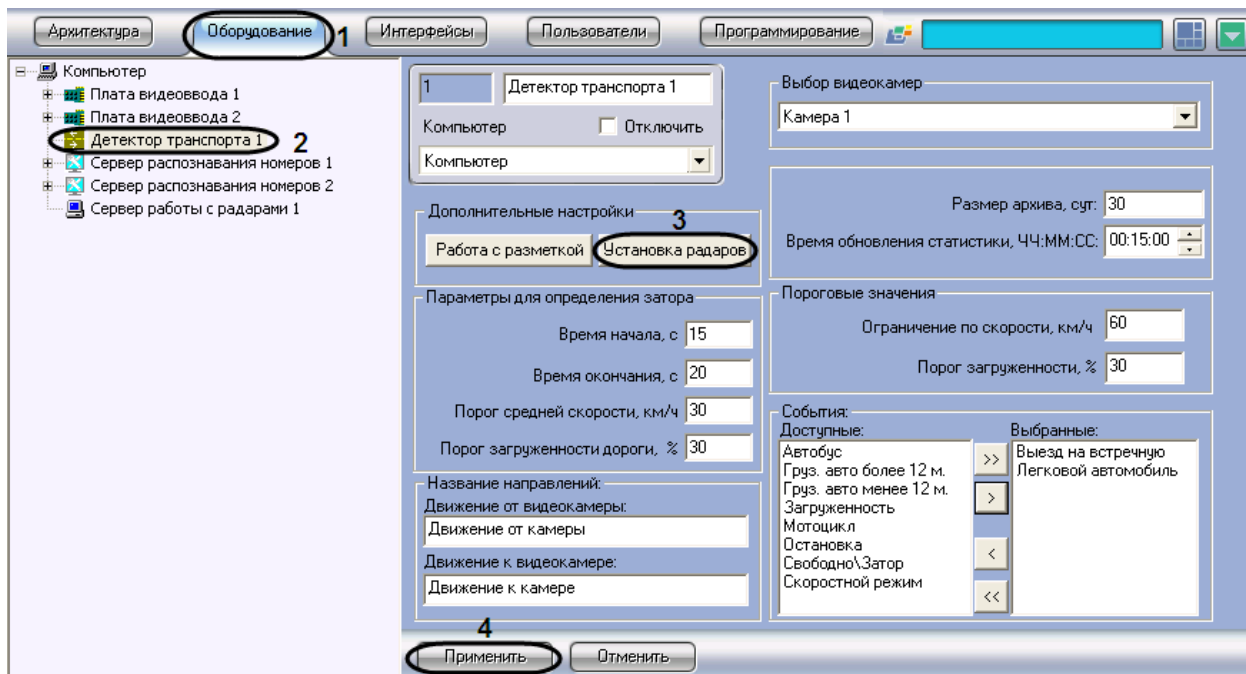 Архитектура Оборудование 1 Интерфейсы Пользователи Программирование
Компьютер
Плата видеоввода 1
Плата видеоввода 2
Детектор транспорта 1 2
Сервер распознавания номеров 1
Сервер распознавания номеров 2
Сервер работы с радарами 1
1 Детектор транспорта 1
Компьютер Отключить
Компьютер
Дополнительные настройки
3
Работа с разметкой Установка радаров
Параметры для определения затора
Время начала, с 15
Время окончания, с 20
Порог средней скорости, км/ч 30
Порог загруженности дороги, % 30
Название направлений:
Движение от видеокамеры:
Движение от камеры
Движение к видеокамере:
Движение к камере
Выбор видеокамер
Камера 1
Размер архива, сут: 30
Время обновления статистики, ЧЧ:ММ:СС: 00:15:00
Пороговые значения
Ограничение по скорости, км/ч 60
Порог загруженности, % 30
События:
Доступные:
Автобус
Груз. авто более 12 м.
Груз. авто менее 12 м.
Загруженность
Мотоцикл
Остановка
Свободно\Затор
Скоростной режим
>>
>
<
<<
Выбранные:
Выезд на встречную
Легковой автомобиль
4
Применить Отменить